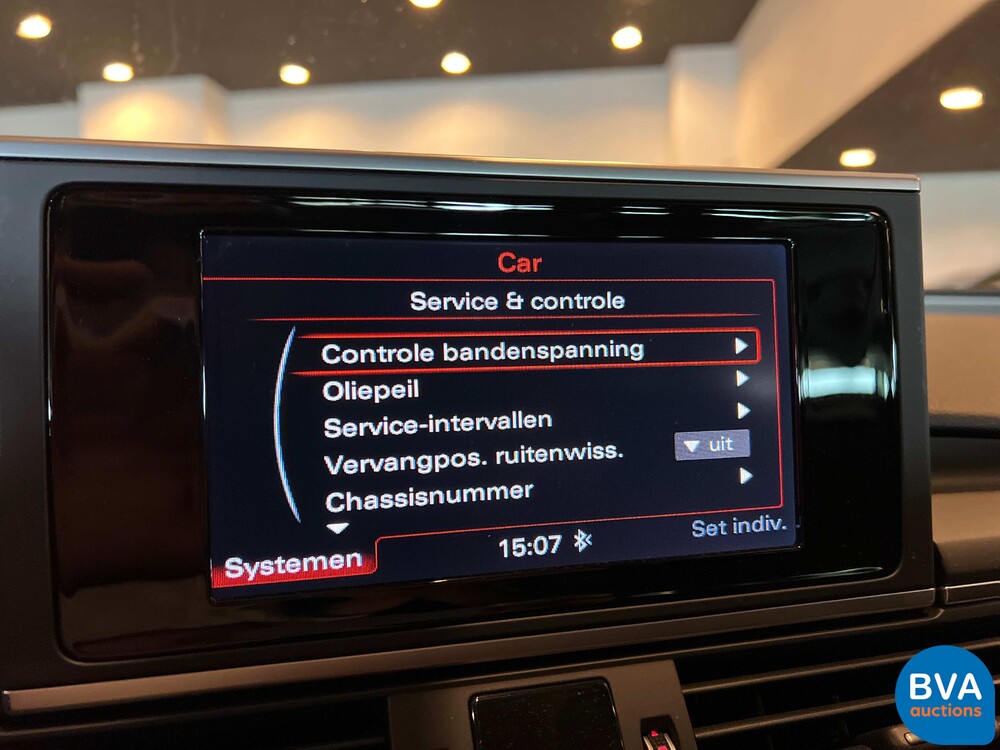 Car
Service & controle
Controle bandenspanning
Oliepeil
Service-intervallen
Vervangpos. ruitenwiss. uit
Chassisnummer
Set indiv.
Systemen
15:07
BVA
auctions